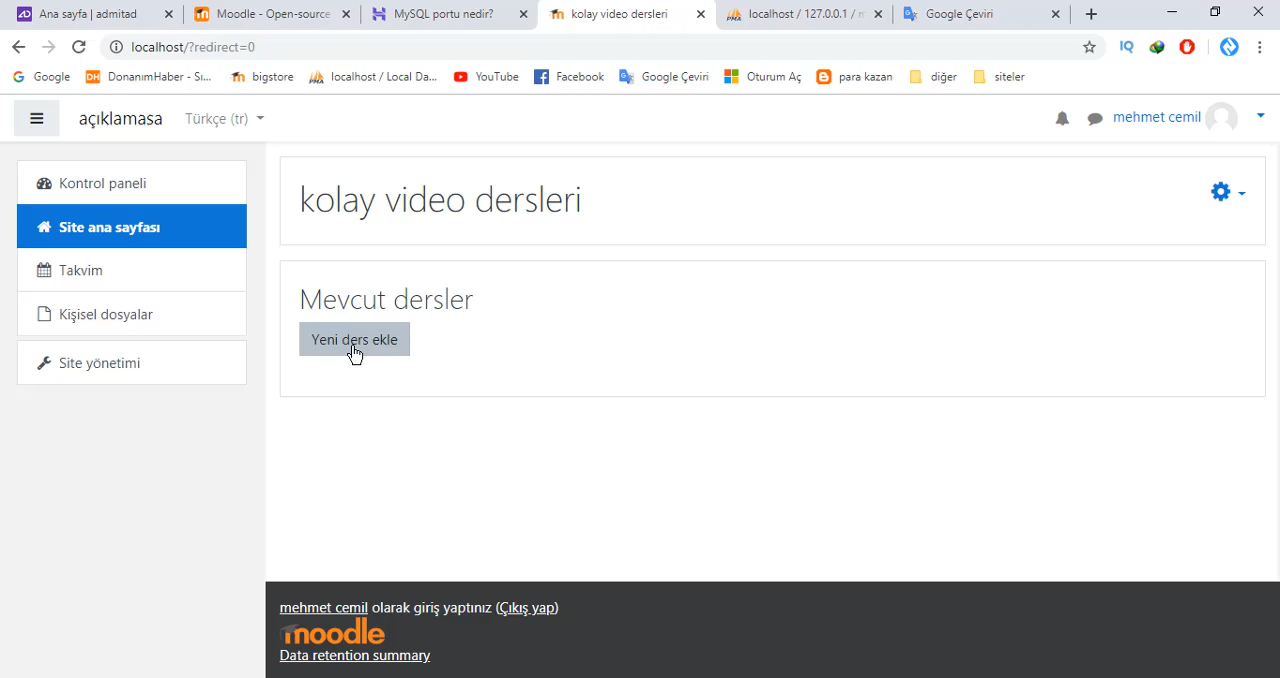 Ana sayfa | admitad
Moodle - Open-source
MySQL portu nedir?
kolay video dersleri
localhost / 127.0.0.1 / m
Google Çeviri
localhost/?redirect=0
IQ
Google
DonanımHaber - Si...
bigstore
localhost / Local Da...
YouTube
Facebook
Google Çeviri
Oturum Aç
para kazan
diğer
siteler
açıklamasa
Türkçe (tr)
mehmet cemil
Kontrol paneli
Site ana sayfası
Takvim
Kişisel dosyalar
Site yönetimi
kolay video dersleri
Mevcut dersler
Yeni ders ekle
mehmet cemil olarak giriş yaptınız (Çıkış yap)
moodle
Data retention summary